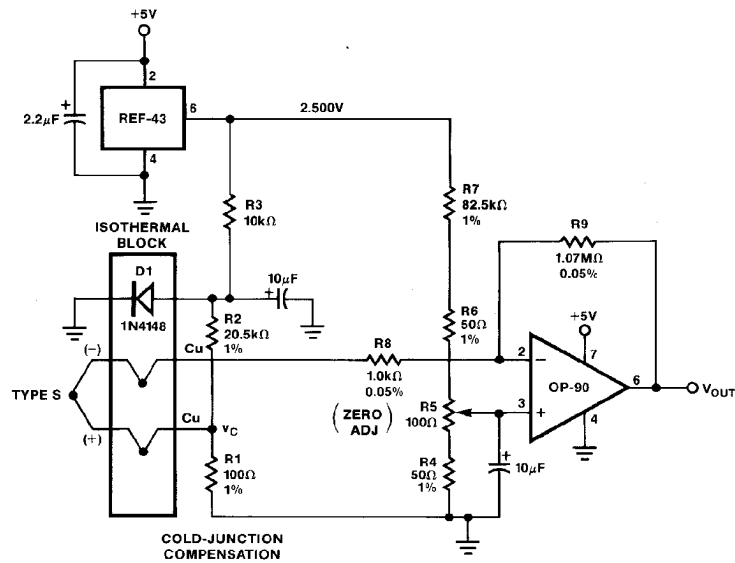 +5V
2
2.2µF
+
REF-43
6
2.500V
4
R3
10kΩ
R7
82.5kΩ
1%
ISOTHERMAL
BLOCK
D1
1N4148
10µF
+
R2
20.5kΩ
1%
R6
50Ω
1%
R9
1.07MΩ
0.05%
+5V
7
(−)
Cu
R8
1.0kΩ
0.05%
2
−
OP-90
6
VOUT
TYPE S
(ZERO
ADJ)
R5
100Ω
3
+
4
(+)
Cu
vC
R1
100Ω
1%
R4
50Ω
1%
+
10µF
COLD-JUNCTION
COMPENSATION